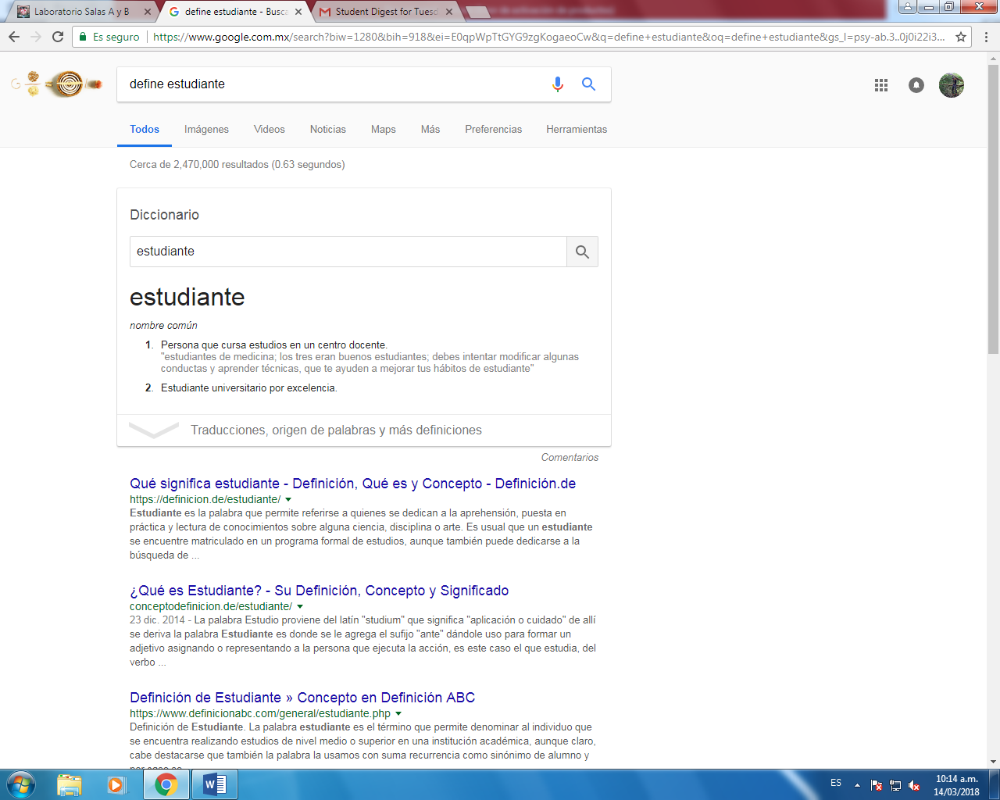 Laboratorio Salas A y B
define estudiante - Busca
Student Digest for Tuesd
Es seguro
https://www.google.com.mx/search?biw=1280&bih=918&ei=E0qpWpTtGYG9zgKogaeoCw&q=define+estudiante&oq=define+estudiante&gs_l=psy-ab.3..0j0i22i3...
define estudiante
Todos Imágenes Videos Noticias Maps Más Preferencias Herramientas
Cerca de 2,470,000 resultados (0.63 segundos)
Diccionario
estudiante
estudiante
nombre común
1. Persona que cursa estudios en un centro docente.
"estudiantes de medicina; los tres eran buenos estudiantes; debes intentar modificar algunas
conductas y aprender técnicas, que te ayuden a mejorar tus hábitos de estudiante"
2. Estudiante universitario por excelencia.
Traducciones, origen de palabras y más definiciones
Comentarios
Qué significa estudiante - Definición, Qué es y Concepto - Definición.de
https://definicion.de/estudiante/
Estudiante es la palabra que permite referirse a quienes se dedican a la aprehensión, puesta en
práctica y lectura de conocimientos sobre alguna ciencia, disciplina o arte. Es usual que un estudiante
se encuentre matriculado en un programa formal de estudios, aunque también puede dedicarse a la
búsqueda de ...
¿Qué es Estudiante? - Su Definición, Concepto y Significado
conceptodefinicion.de/estudiante/
23 dic. 2014 - La palabra Estudio proviene del latín "studium" que significa "aplicación o cuidado" de allí
se deriva la palabra Estudiante es donde se le agrega el sufijo "ante" dándole uso para formar un
adjetivo asignando o representando a la persona que ejecuta la acción, es este caso el que estudia, del
verbo ...
Definición de Estudiante » Concepto en Definición ABC
https://www.definicionabc.com/general/estudiante.php
Definición de Estudiante. La palabra estudiante es el término que permite denominar al individuo que
se encuentra realizando estudios de nivel medio o superior en una institución académica, aunque claro,
cabe destacarse que también la palabra la usamos con suma recurrencia como sinónimo de alumno y
ES
10:14 a.m.
14/03/2018